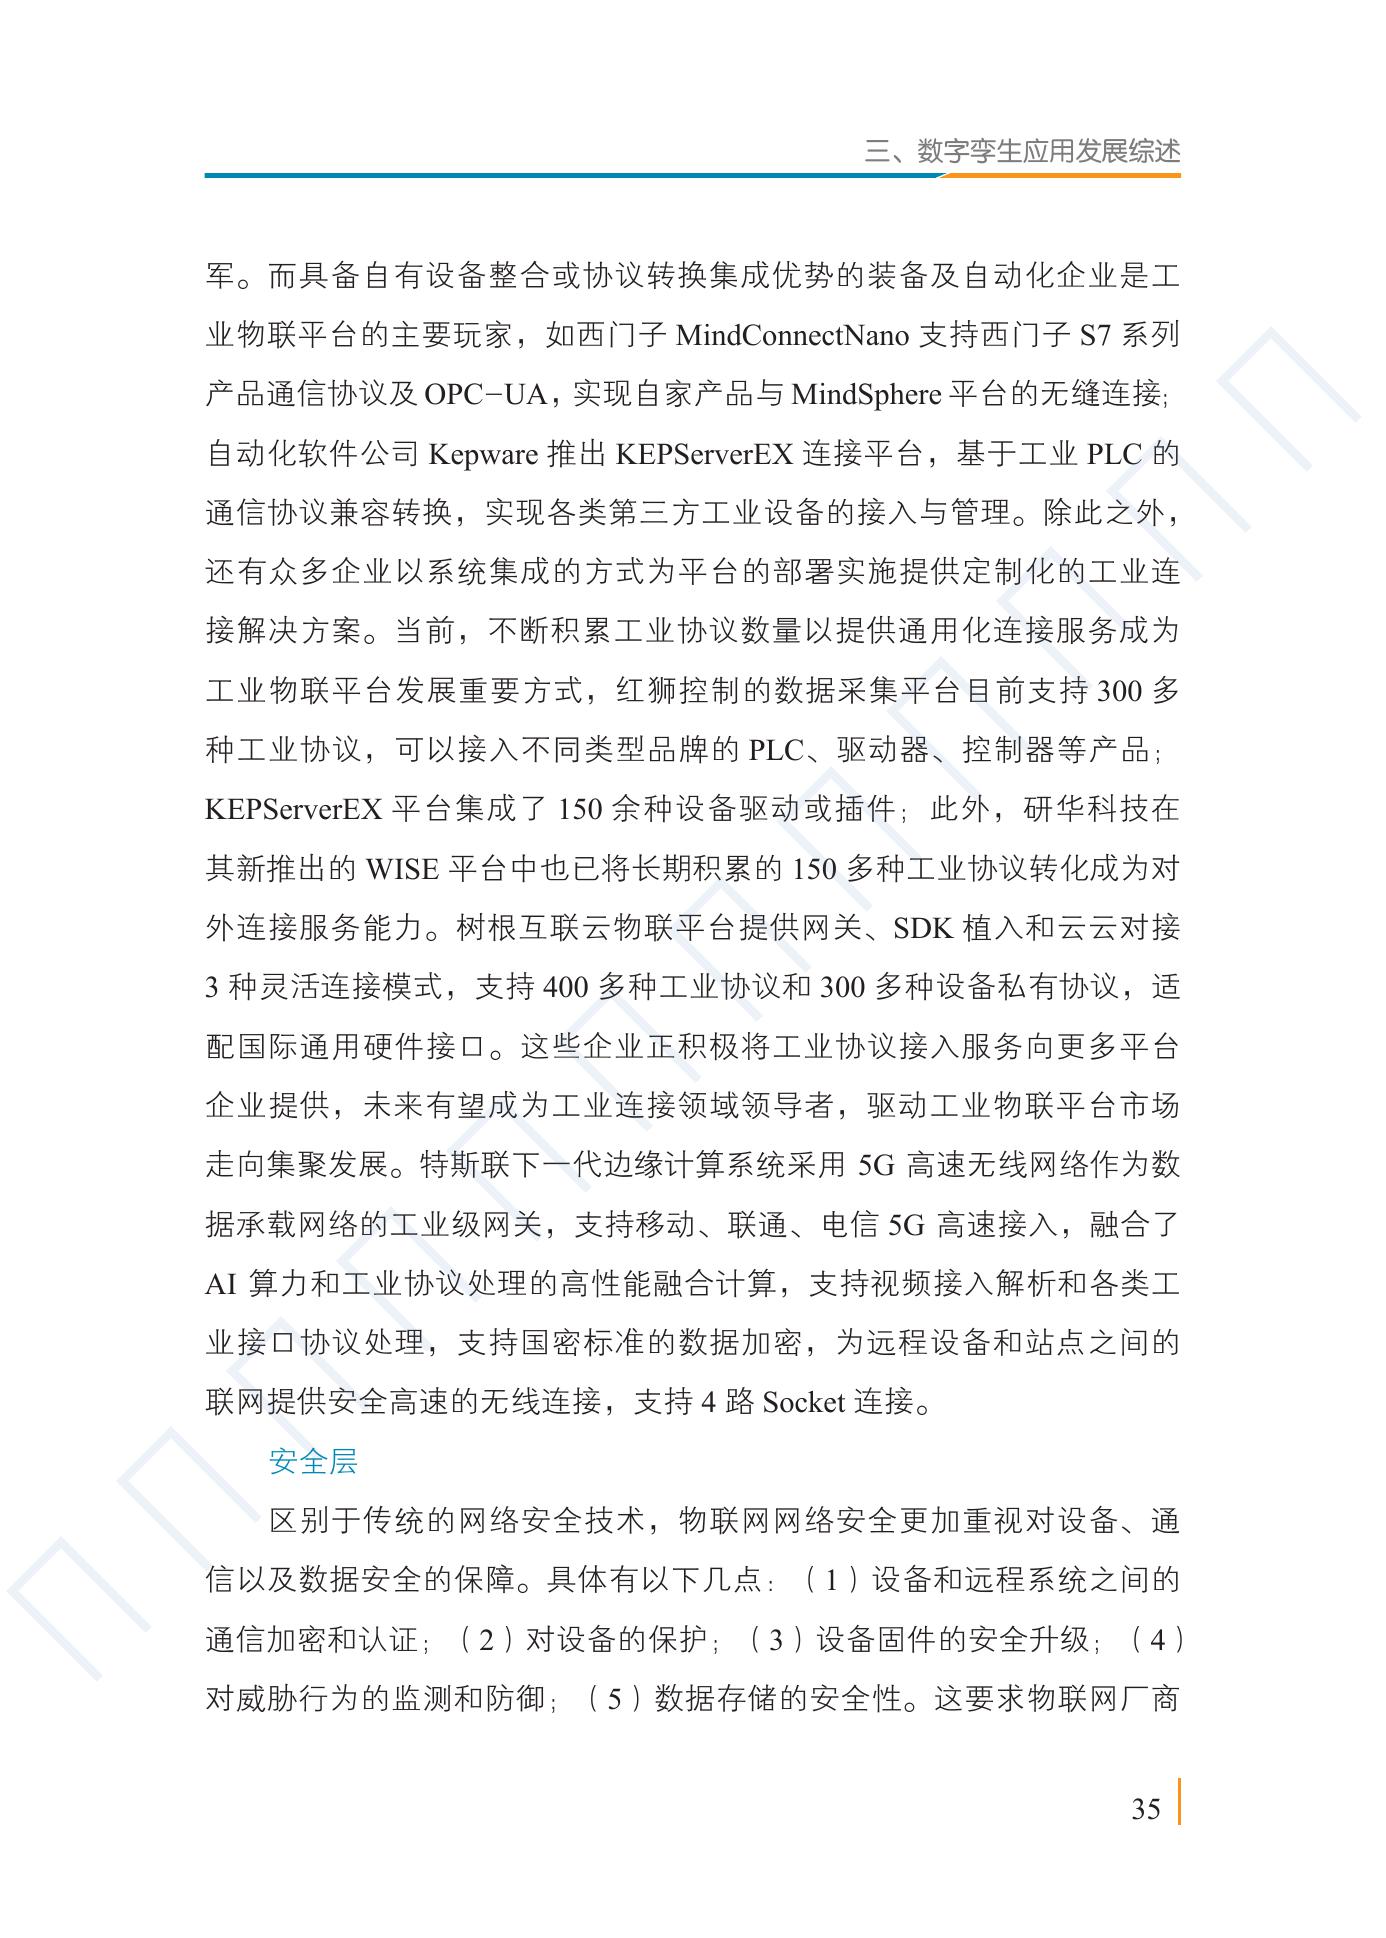 三、数字孪生应用发展综述
军。而具备自有设备整合或协议转换集成优势的装备及自动化企业是工
业物联平台的主要玩家，如西门子 MindConnectNano 支持西门子 S7 系列
产品通信协议及 OPC-UA，实现自家产品与 MindSphere 平台的无缝连接；
自动化软件公司 Kepware 推出 KEPServerEX 连接平台，基于工业 PLC 的
通信协议兼容转换，实现各类第三方工业设备的接入与管理。除此之外，
还有众多企业以系统集成的方式为平台的部署实施提供定制化的工业连
接解决方案。当前，不断积累工业协议数量以提供通用化连接服务成为
工业物联平台发展重要方式，红狮控制的数据采集平台目前支持 300 多
种工业协议，可以接入不同类型品牌的 PLC、驱动器、控制器等产品；
KEPServerEX 平台集成了 150 余种设备驱动或插件；此外，研华科技在
其新推出的 WISE 平台中也已将长期积累的 150 多种工业协议转化成为对
外连接服务能力。树根互联云物联平台提供网关、SDK 植入和云云对接
3 种灵活连接模式，支持 400 多种工业协议和 300 多种设备私有协议，适
配国际通用硬件接口。这些企业正积极将工业协议接入服务向更多平台
企业提供，未来有望成为工业连接领域领导者，驱动工业物联平台市场
走向集聚发展。特斯联下一代边缘计算系统采用 5G 高速无线网络作为数
据承载网络的工业级网关，支持移动、联通、电信 5G 高速接入，融合了
AI 算力和工业协议处理的高性能融合计算，支持视频接入解析和各类工
业接口协议处理，支持国密标准的数据加密，为远程设备和站点之间的
联网提供安全高速的无线连接，支持 4 路 Socket 连接。
安全层
区别于传统的网络安全技术，物联网网络安全更加重视对设备、通
信以及数据安全的保障。具体有以下几点：（1）设备和远程系统之间的
通信加密和认证；（2）对设备的保护；（3）设备固件的安全升级；（4）
对威胁行为的监测和防御；（5）数据存储的安全性。这要求物联网厂商
35